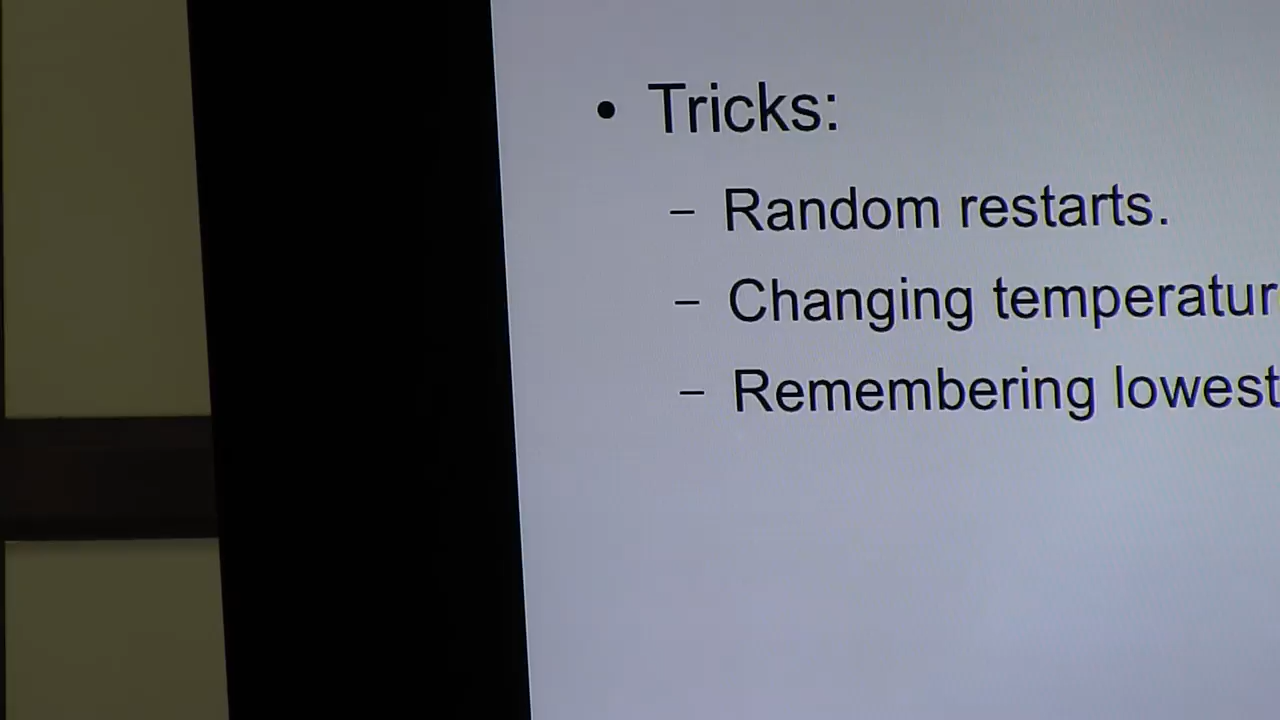 • Tricks:
– Random restarts.
– Changing temperatur
– Remembering lowest